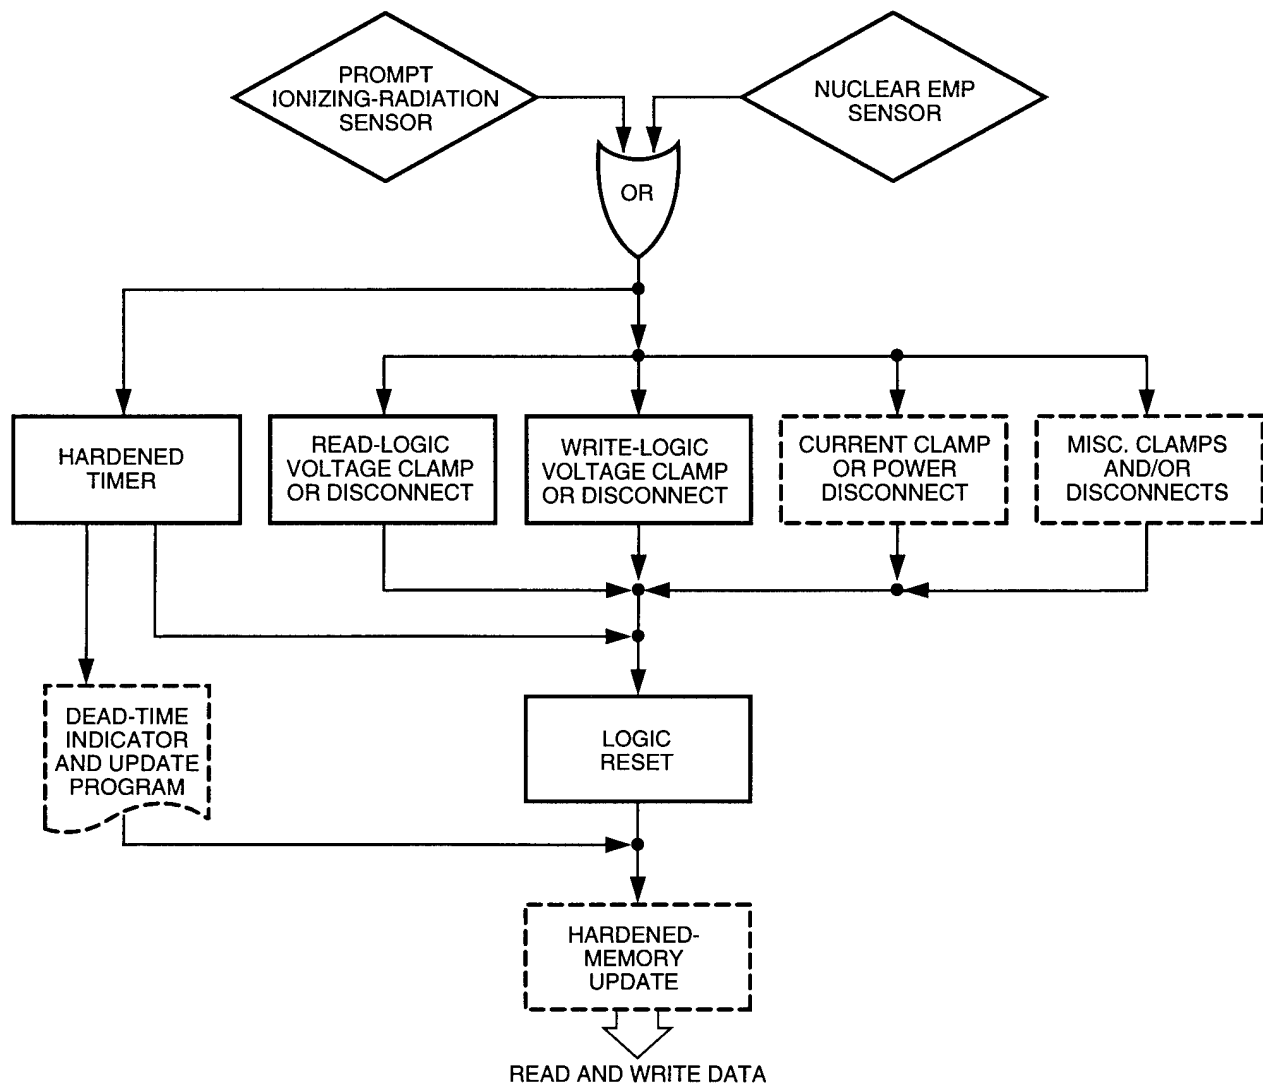 PROMPT
IONIZING-RADIATION
SENSOR
NUCLEAR EMP
SENSOR
OR
HARDENED
TIMER
READ-LOGIC
VOLTAGE CLAMP
OR DISCONNECT
WRITE-LOGIC
VOLTAGE CLAMP
OR DISCONNECT
CURRENT CLAMP
OR POWER
DISCONNECT
MISC. CLAMPS
AND/OR
DISCONNECTS
DEAD-TIME
INDICATOR
AND UPDATE
PROGRAM
LOGIC
RESET
HARDENED-
MEMORY
UPDATE
READ AND WRITE DATA